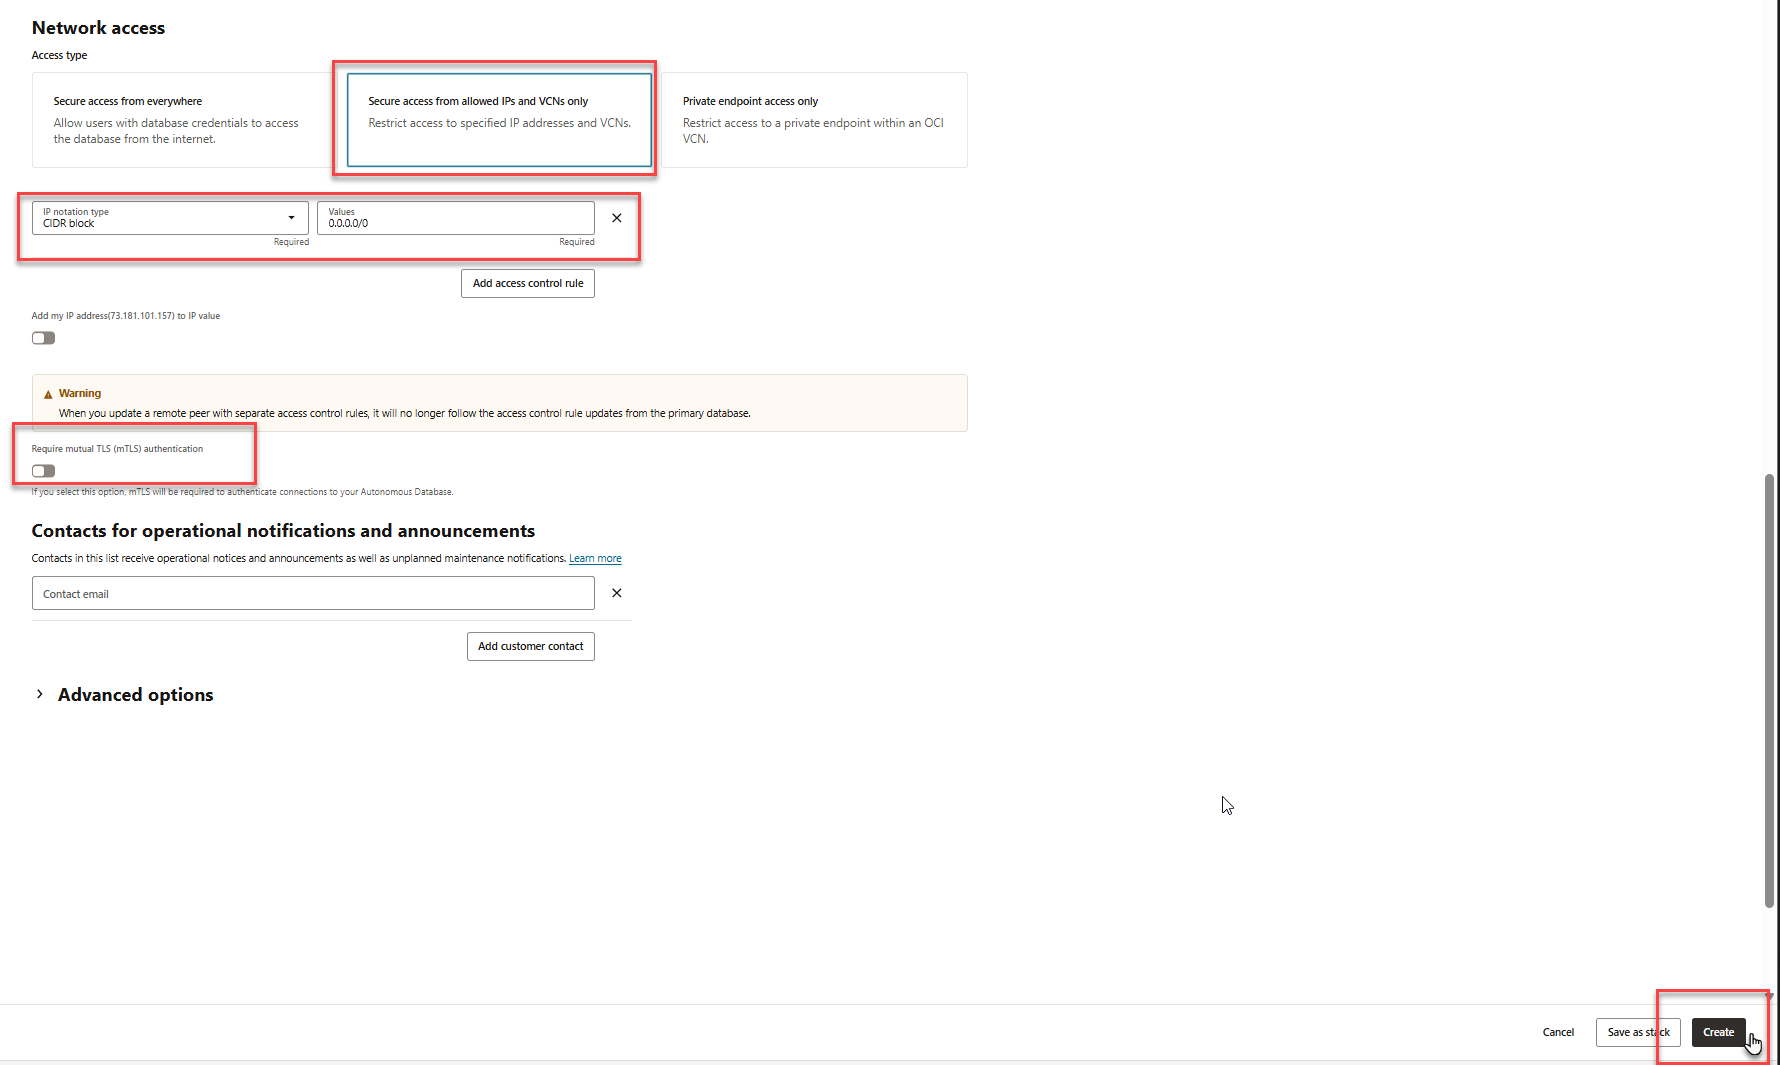 Network access
Access type
Secure access from everywhere
Allow users with database credentials to access
the database from the internet.
Secure access from allowed IPs and VCNs only
Restrict access to specified IP addresses and VCNs.
Private endpoint access only
Restrict access to a private endpoint within an OCI
VCN.
IP notation type
CIDR block
Required
Values
0.0.0.0/0
Required
Add access control rule
Add my IP address(73.181.101.157) to IP value
Warning
When you update a remote peer with separate access control rules, it will no longer follow the access control rule updates from the primary database.
Require mutual TLS (mTLS) authentication
If you select this option, mTLS will be required to authenticate connections to your Autonomous Database.
Contacts for operational notifications and announcements
Contacts in this list receive operational notices and announcements as well as unplanned maintenance notifications. Learn more
Contact email
Add customer contact
Advanced options
Cancel
Save as stack
Create